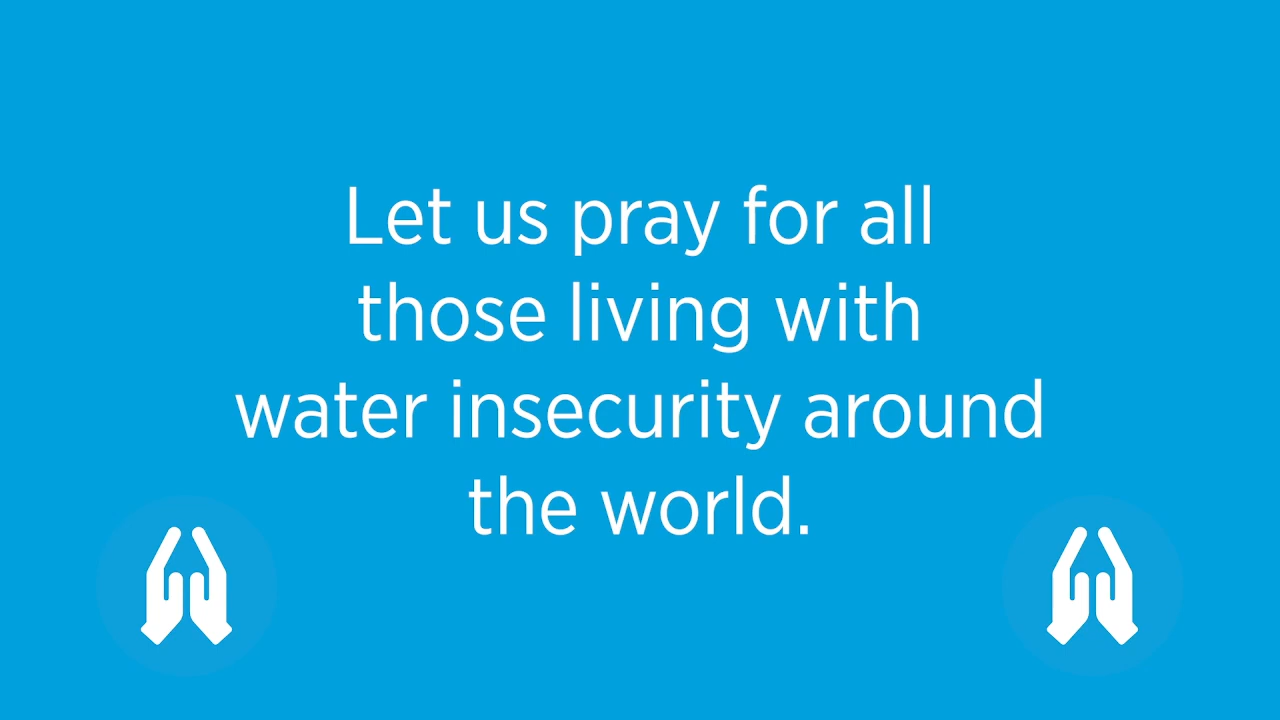 Let us pray for all
those living with
water insecurity around
the world.